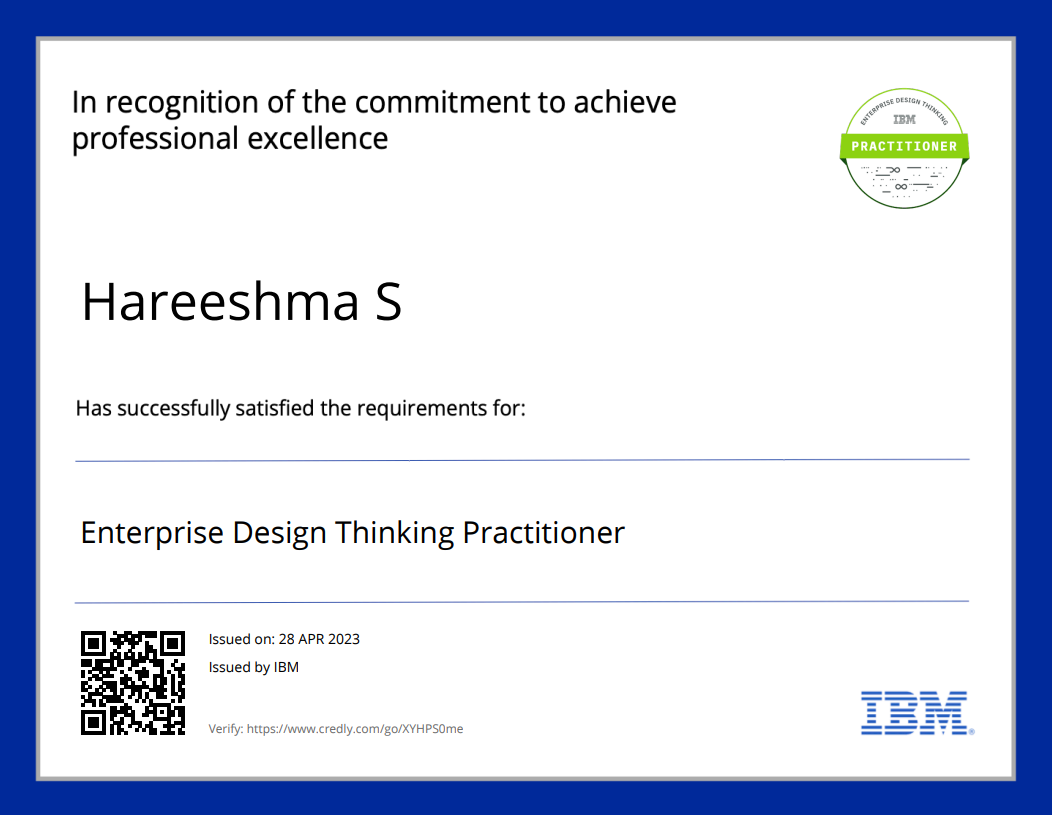 In recognition of the commitment to achieve
professional excellence
ENTERPRISE DESIGN THINKING
IBM
PRACTITIONER
Hareeshma S
Has successfully satisfied the requirements for:
Enterprise Design Thinking Practitioner
Issued on: 28 APR 2023
Issued by IBM
Verify: https://www.credly.com/go/XYHPS0me
IBM®